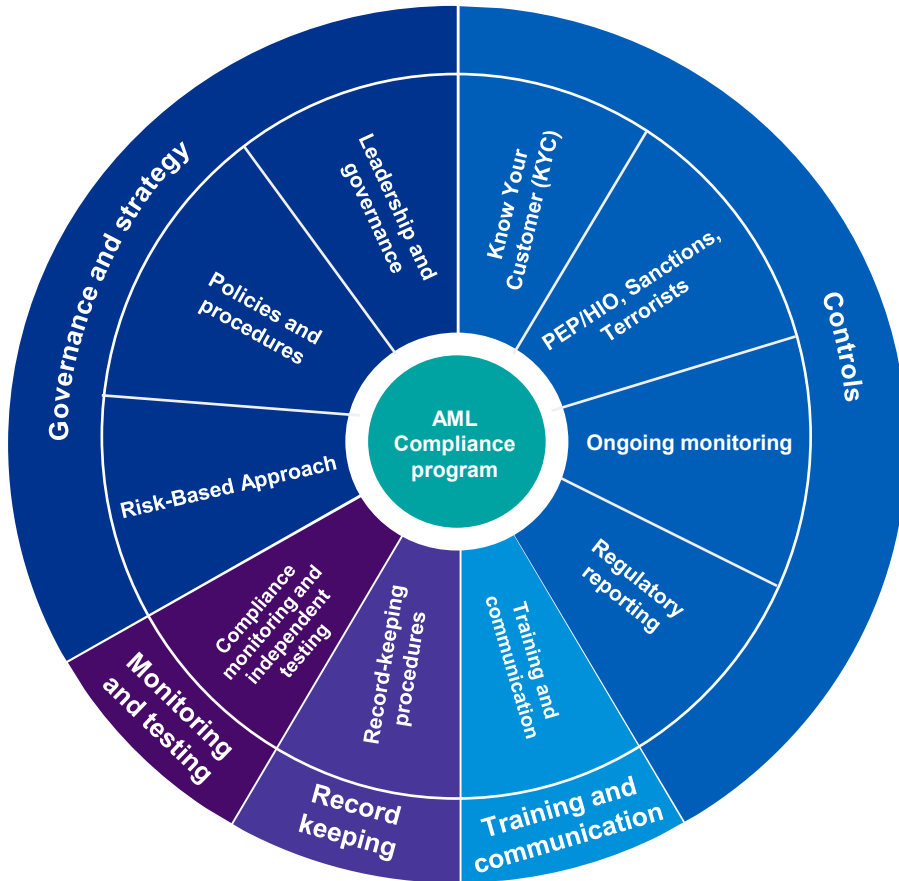 Governance and strategy
Leadership and
governance
Policies and
procedures
Risk-Based Approach
Know Your
Customer (KYC)
PEP/HIO, Sanctions,
Terrorists
Controls
Ongoing monitoring
Regulatory
reporting
AML
Compliance
program
Compliance
monitoring and
independent
testing
Monitoring
and testing
Record-keeping
procedures
Record
keeping
Training and
communication
Training and
communication